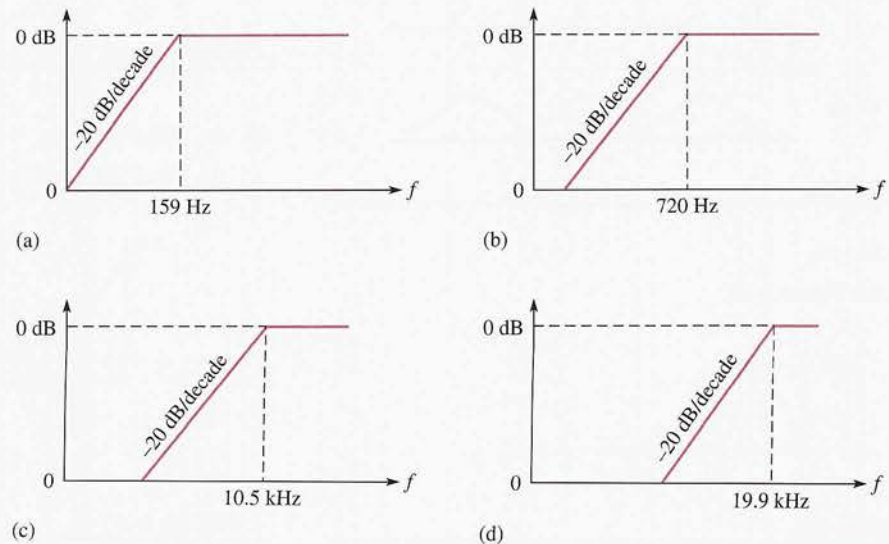 0 dB
−20 dB/decade
0
159 Hz
f
(a)
0 dB
−20 dB/decade
0
720 Hz
f
(b)
0 dB
−20 dB/decade
0
10.5 kHz
f
(c)
0 dB
−20 dB/decade
0
19.9 kHz
f
(d)